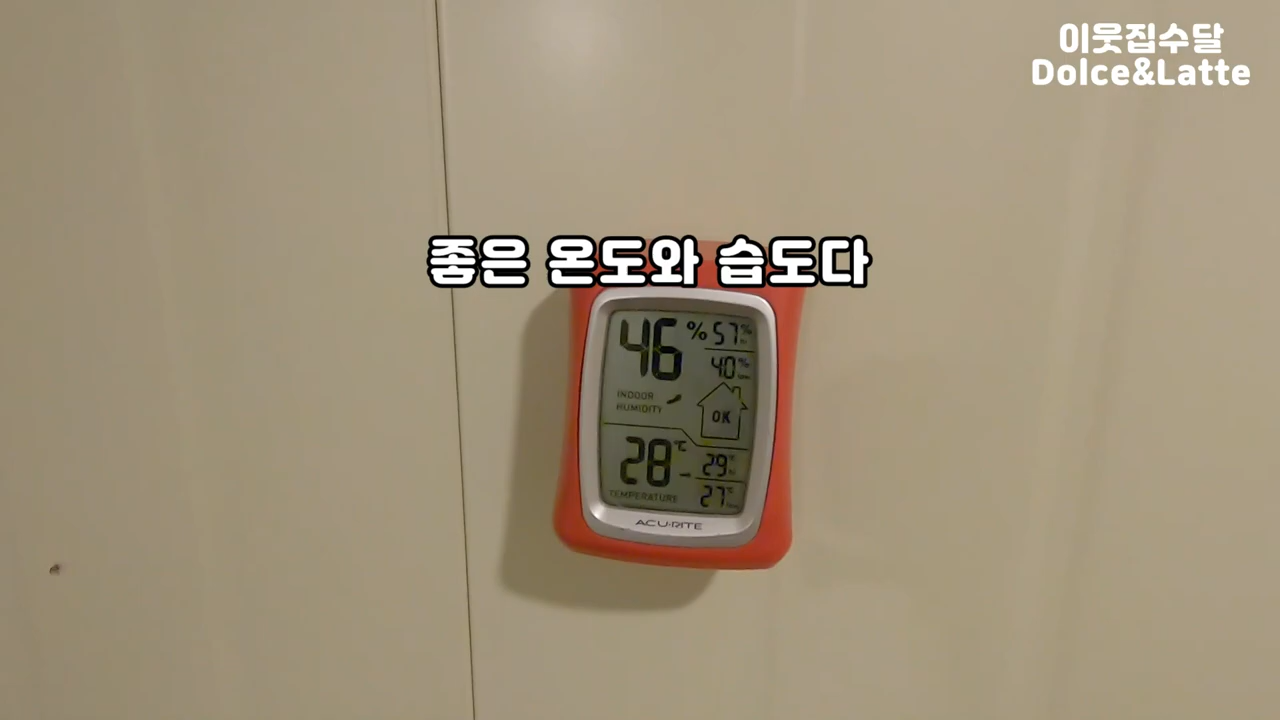 이웃집수달
Dolce&Latte
좋은 온도와 습도다
46 % 57 %
40 %
INDOOR
HUMIDITY
OK
28 °C 29 °C
27 °C
TEMPERATURE
ACU·RITE